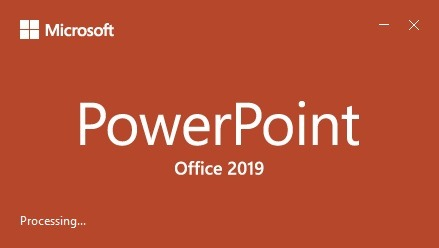 Microsoft
PowerPoint
Office 2019
Processing...